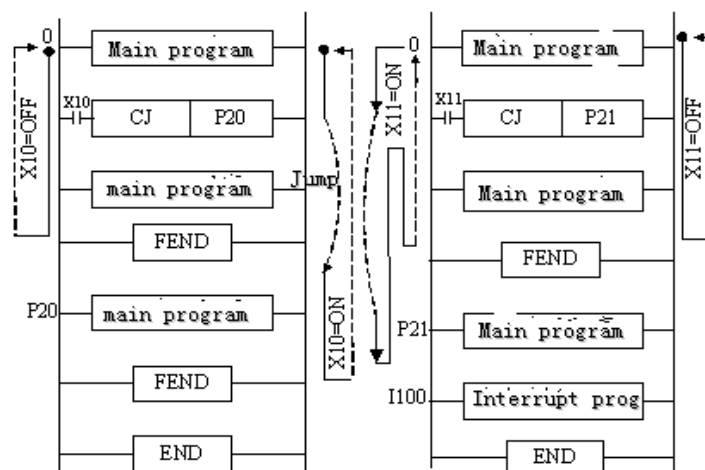 0
Main program
X10
CJ
P20
main program
Jump
FEND
P20
main program
FEND
END
X10=OFF
X10=ON
0
Main program
X11
CJ
P21
Main program
FEND
P21
Main program
I100
Interrupt prog
END
X11=ON
X11=OFF